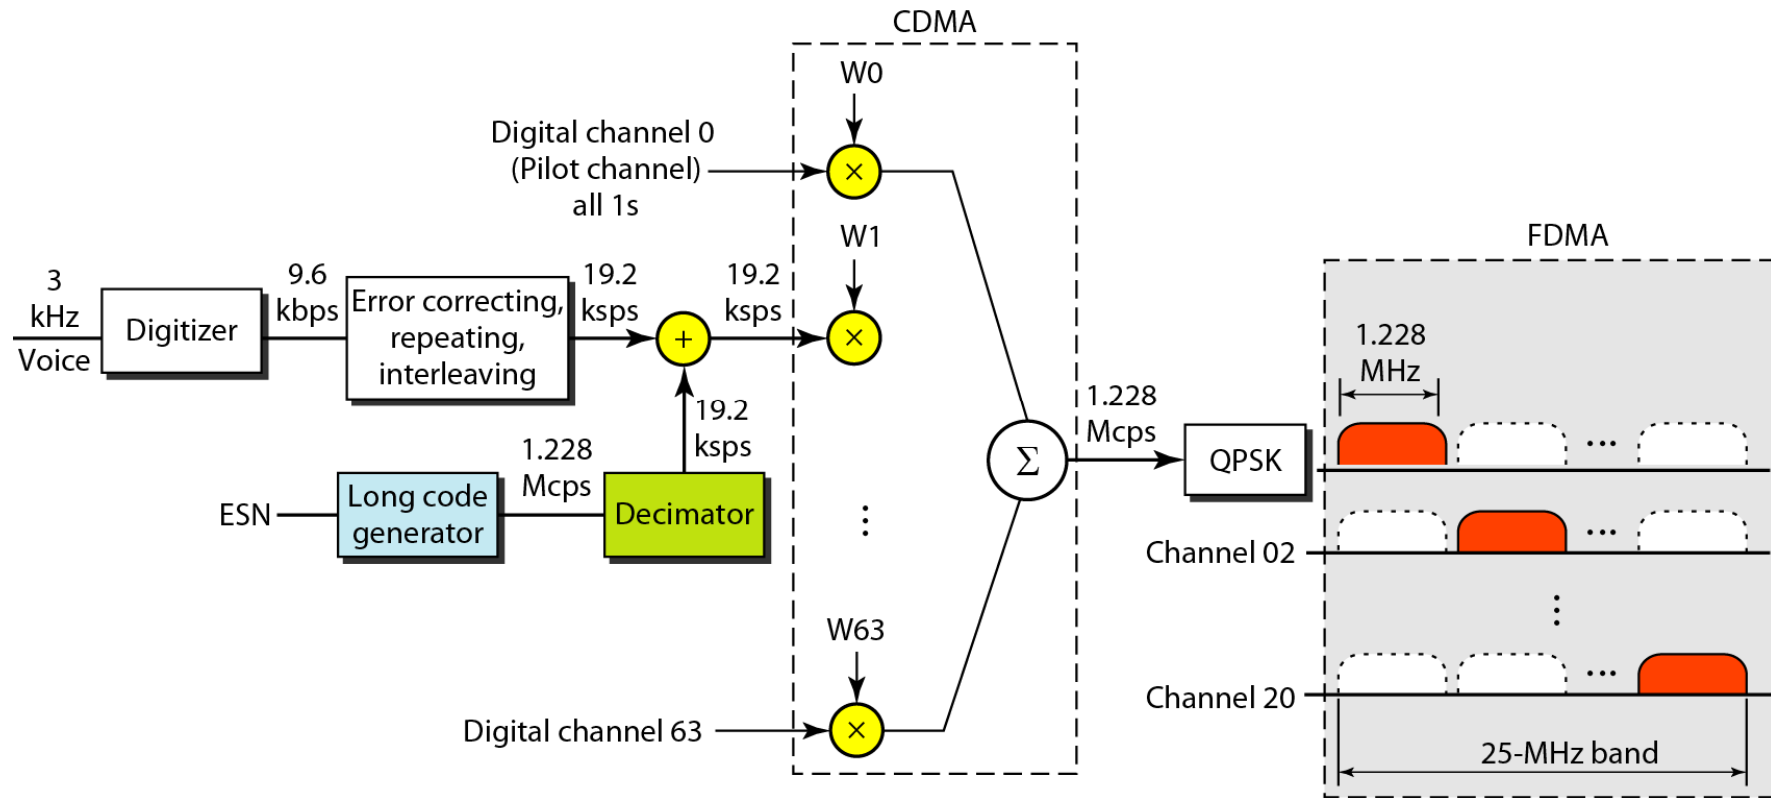 CDMA
W0
Digital channel 0
(Pilot channel)
all 1s
W1
FDMA
3
kHz
Voice
Digitizer
9.6
kbps
Error correcting,
repeating,
interleaving
19.2
ksps
+
19.2
ksps
×
×
1.228
MHz
19.2
ksps
1.228
Mcps
ESN
Long code
generator
1.228
Mcps
Decimator
Σ
QPSK
...
⋮
Channel 02
...
⋮
W63
Digital channel 63
×
Channel 20
...
25-MHz band